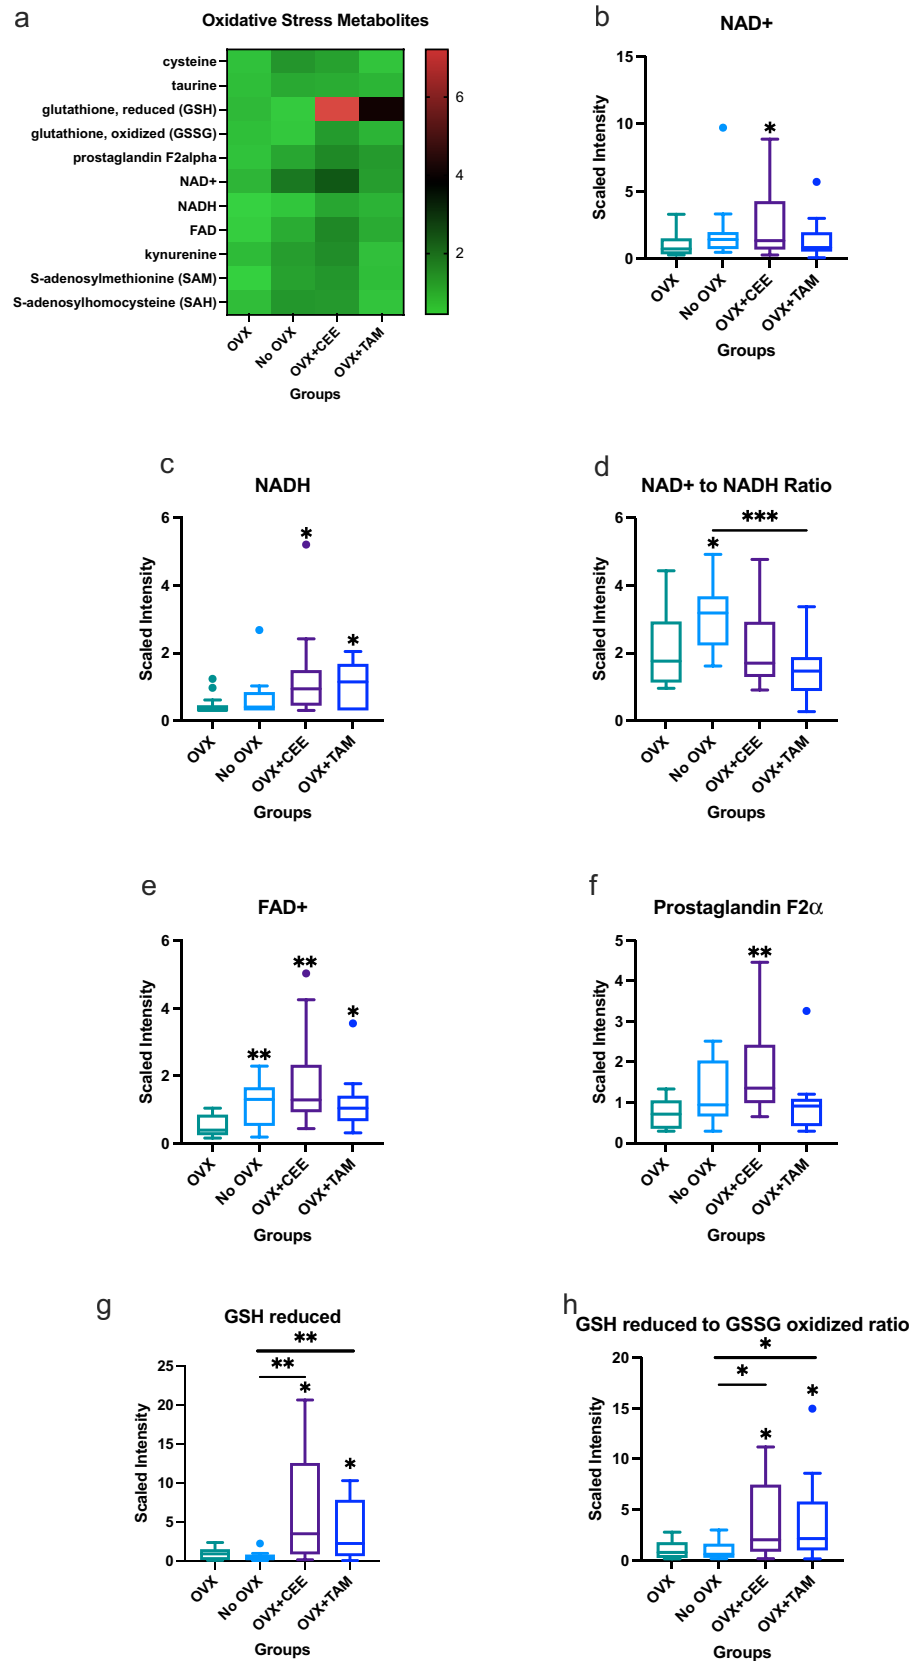 a
Oxidative Stress Metabolites
cysteine
taurine
glutathione, reduced (GSH)
glutathione, oxidized (GSSG)
prostaglandin F2alpha
NAD+
NADH
FAD
kynurenine
S-adenosylmethionine (SAM)
S-adenosylhomocysteine (SAH)
6
4
2
OVX
No OVX
OVX+CEE
OVX+TAM
Groups
b
NAD+
Scaled Intensity
15
10
5
0
*
OVX
No OVX
OVX+CEE
OVX+TAM
Groups
c
NADH
Scaled Intensity
6
4
2
0
*
*
OVX
No OVX
OVX+CEE
OVX+TAM
Groups
d
NAD+ to NADH Ratio
Scaled Intensity
6
4
2
0
***
*
OVX
No OVX
OVX+CEE
OVX+TAM
Groups
e
FAD+
Scaled Intensity
6
4
2
0
**
**
*
OVX
No OVX
OVX+CEE
OVX+TAM
Groups
f
Prostaglandin F2α
Scaled Intensity
5
4
3
2
1
0
**
OVX
No OVX
OVX+CEE
OVX+TAM
Groups
g
GSH reduced
Scaled Intensity
25
20
15
10
5
0
**
**
*
*
OVX
No OVX
OVX+CEE
OVX+TAM
Groups
h
GSH reduced to GSSG oxidized ratio
Scaled Intensity
20
15
10
5
0
*
*
*
*
OVX
No OVX
OVX+CEE
OVX+TAM
Groups